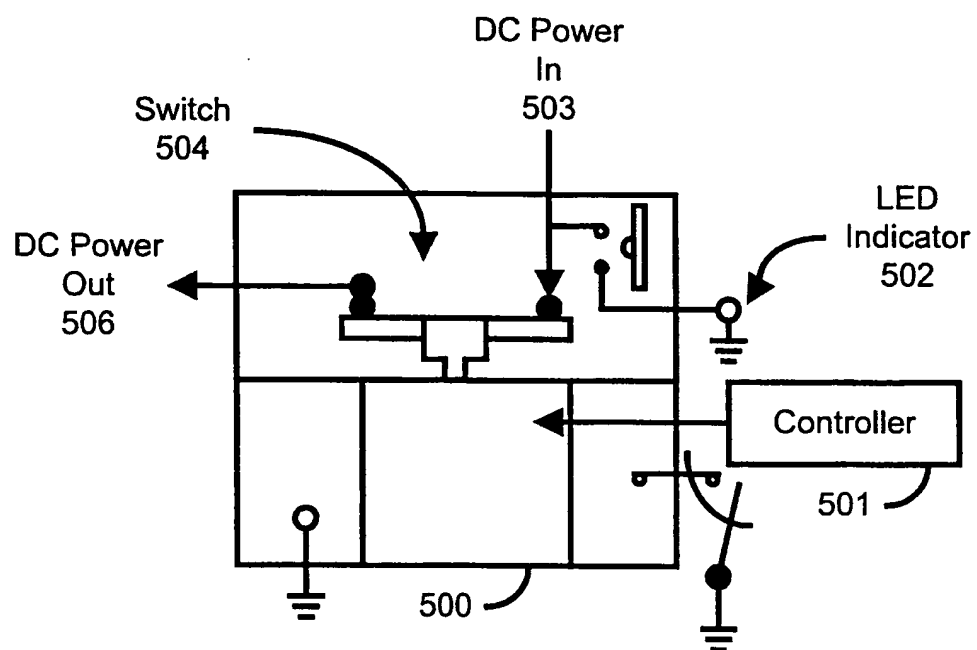 DC Power
In
503
Switch
504
LED
Indicator
502
DC Power
Out
506
Controller
501
500